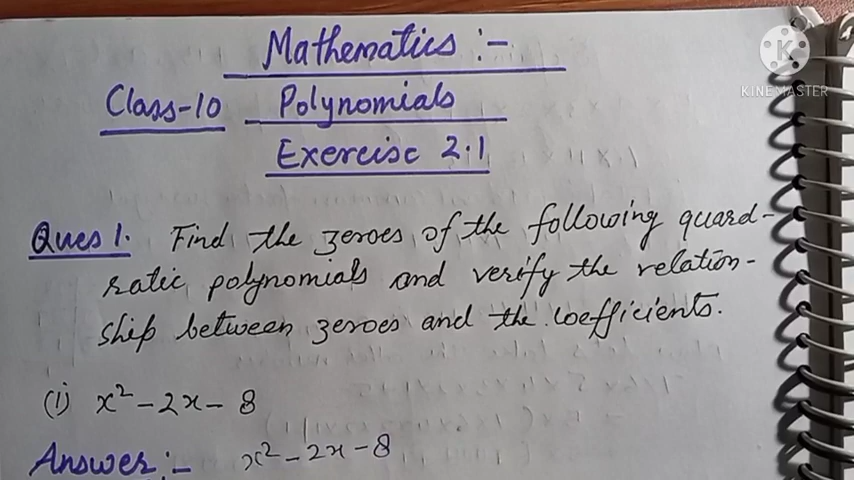 Mathematics :-
Class-10 Polynomials
Exercise 2.1
Ques 1. Find the zeroes of the following quard-
ratic polynomials and verify the relation-
ship between zeroes and the coefficients.
(i) x² - 2x - 8
Answer :- x² - 2x - 8
KINEMASTER